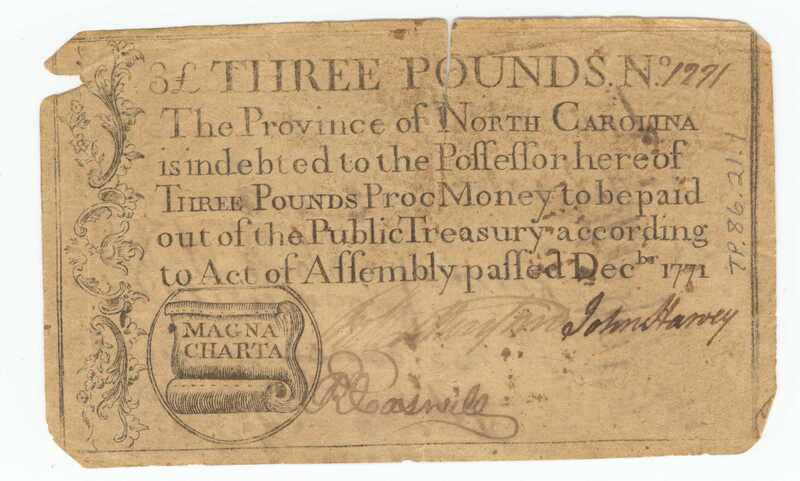 3£ THREE POUNDS. Nº. 1771
The Province of NORTH CAROLINA
is indebted to the Poſſeſſor hereof
THREE POUNDS Proc Money to be paid
out of the Public Treasury according
to Act of Aſſembly paſſed Decbr 1771
MAGNA
CHARTA
John Harvey
R Caswell
TP.86.21.1